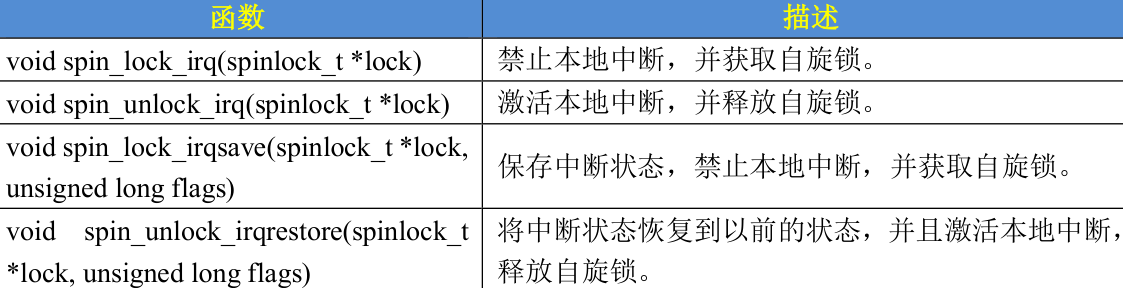 函数
描述
void spin_lock_irq(spinlock_t *lock)
禁止本地中断，并获取自旋锁。
void spin_unlock_irq(spinlock_t *lock)
激活本地中断，并释放自旋锁。
void spin_lock_irqsave(spinlock_t *lock,
unsigned long flags)
保存中断状态，禁止本地中断，并获取自旋锁。
void spin_unlock_irqrestore(spinlock_t
*lock, unsigned long flags)
将中断状态恢复到以前的状态，并且激活本地中断，
释放自旋锁。